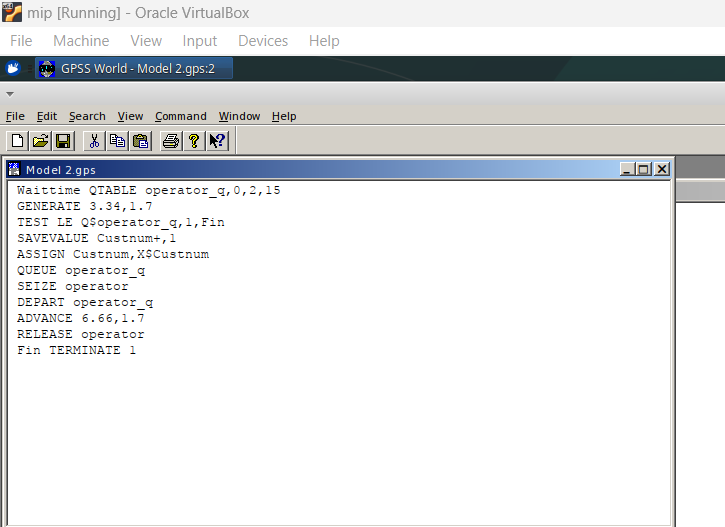 mip [Running] - Oracle VirtualBox
File Machine View Input Devices Help
GPSS World - Model 2.gps:2
File Edit Search View Command Window Help
Model 2.gps
Waittime QTABLE operator_q,0,2,15
GENERATE 3.34,1.7
TEST LE Q$operator_q,1,Fin
SAVEVALUE Custnum+,1
ASSIGN Custnum,X$Custnum
QUEUE operator_q
SEIZE operator
DEPART operator_q
ADVANCE 6.66,1.7
RELEASE operator
Fin TERMINATE 1